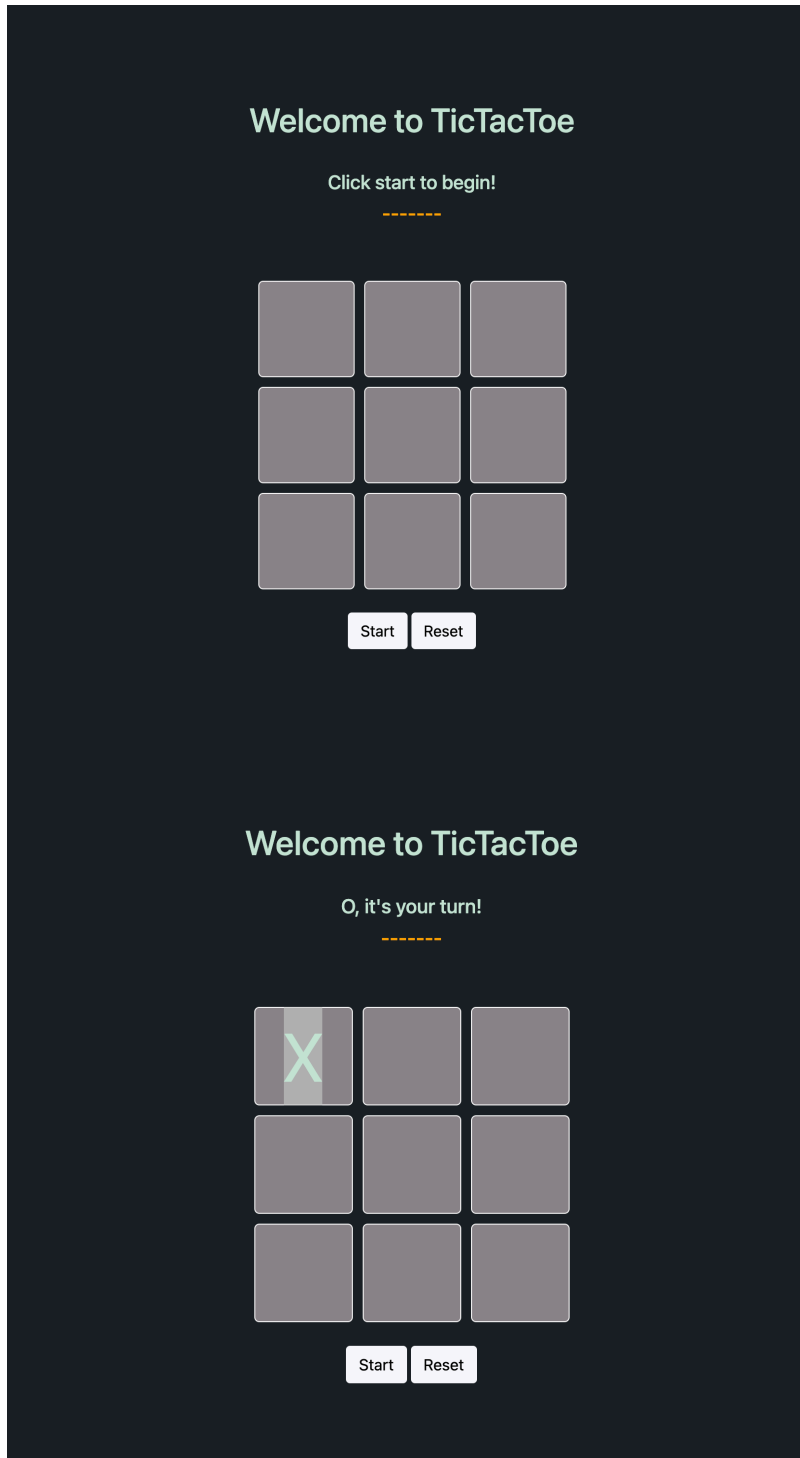 Welcome to TicTacToe
Click start to begin!
-------
Start Reset
Welcome to TicTacToe
O, it's your turn!
-------
X
Start Reset